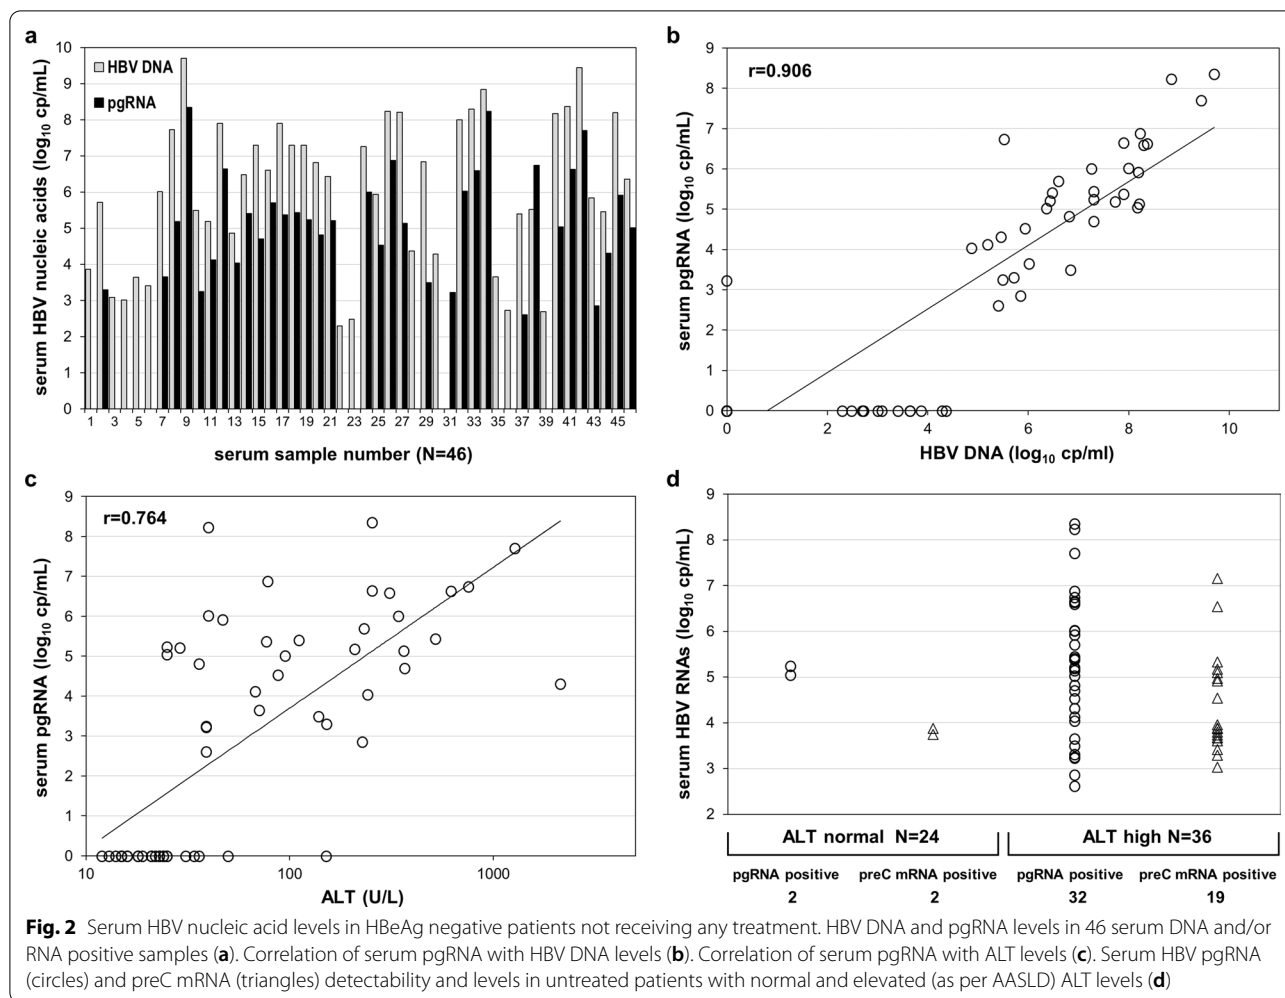 a
serum HBV nucleic acids (log₁₀ cp/mL)
10
9
8
7
6
5
4
3
2
1
0
HBV DNA
pgRNA
1 3 5 7 9 11 13 15 17 19 21 23 25 27 29 31 33 35 37 39 41 43 45
serum sample number (N=46)
b
serum pgRNA (log₁₀ cp/mL)
9
8
7
6
5
4
3
2
1
0
r=0.906
0 2 4 6 8 10
HBV DNA (log₁₀ cp/ml)
c
serum pgRNA (log₁₀ cp/mL)
9
8
7
6
5
4
3
2
1
0
r=0.764
10 100 1000
ALT (U/L)
d
serum HBV RNAs (log₁₀ cp/mL)
9
8
7
6
5
4
3
2
ALT normal N=24 ALT high N=36
pgRNA positive preC mRNA positive pgRNA positive preC mRNA positive
2 2 32 19
Fig. 2 Serum HBV nucleic acid levels in HBeAg negative patients not receiving any treatment. HBV DNA and pgRNA levels in 46 serum DNA and/or
RNA positive samples (a). Correlation of serum pgRNA with HBV DNA levels (b). Correlation of serum pgRNA with ALT levels (c). Serum HBV pgRNA
(circles) and preC mRNA (triangles) detectability and levels in untreated patients with normal and elevated (as per AASLD) ALT levels (d)